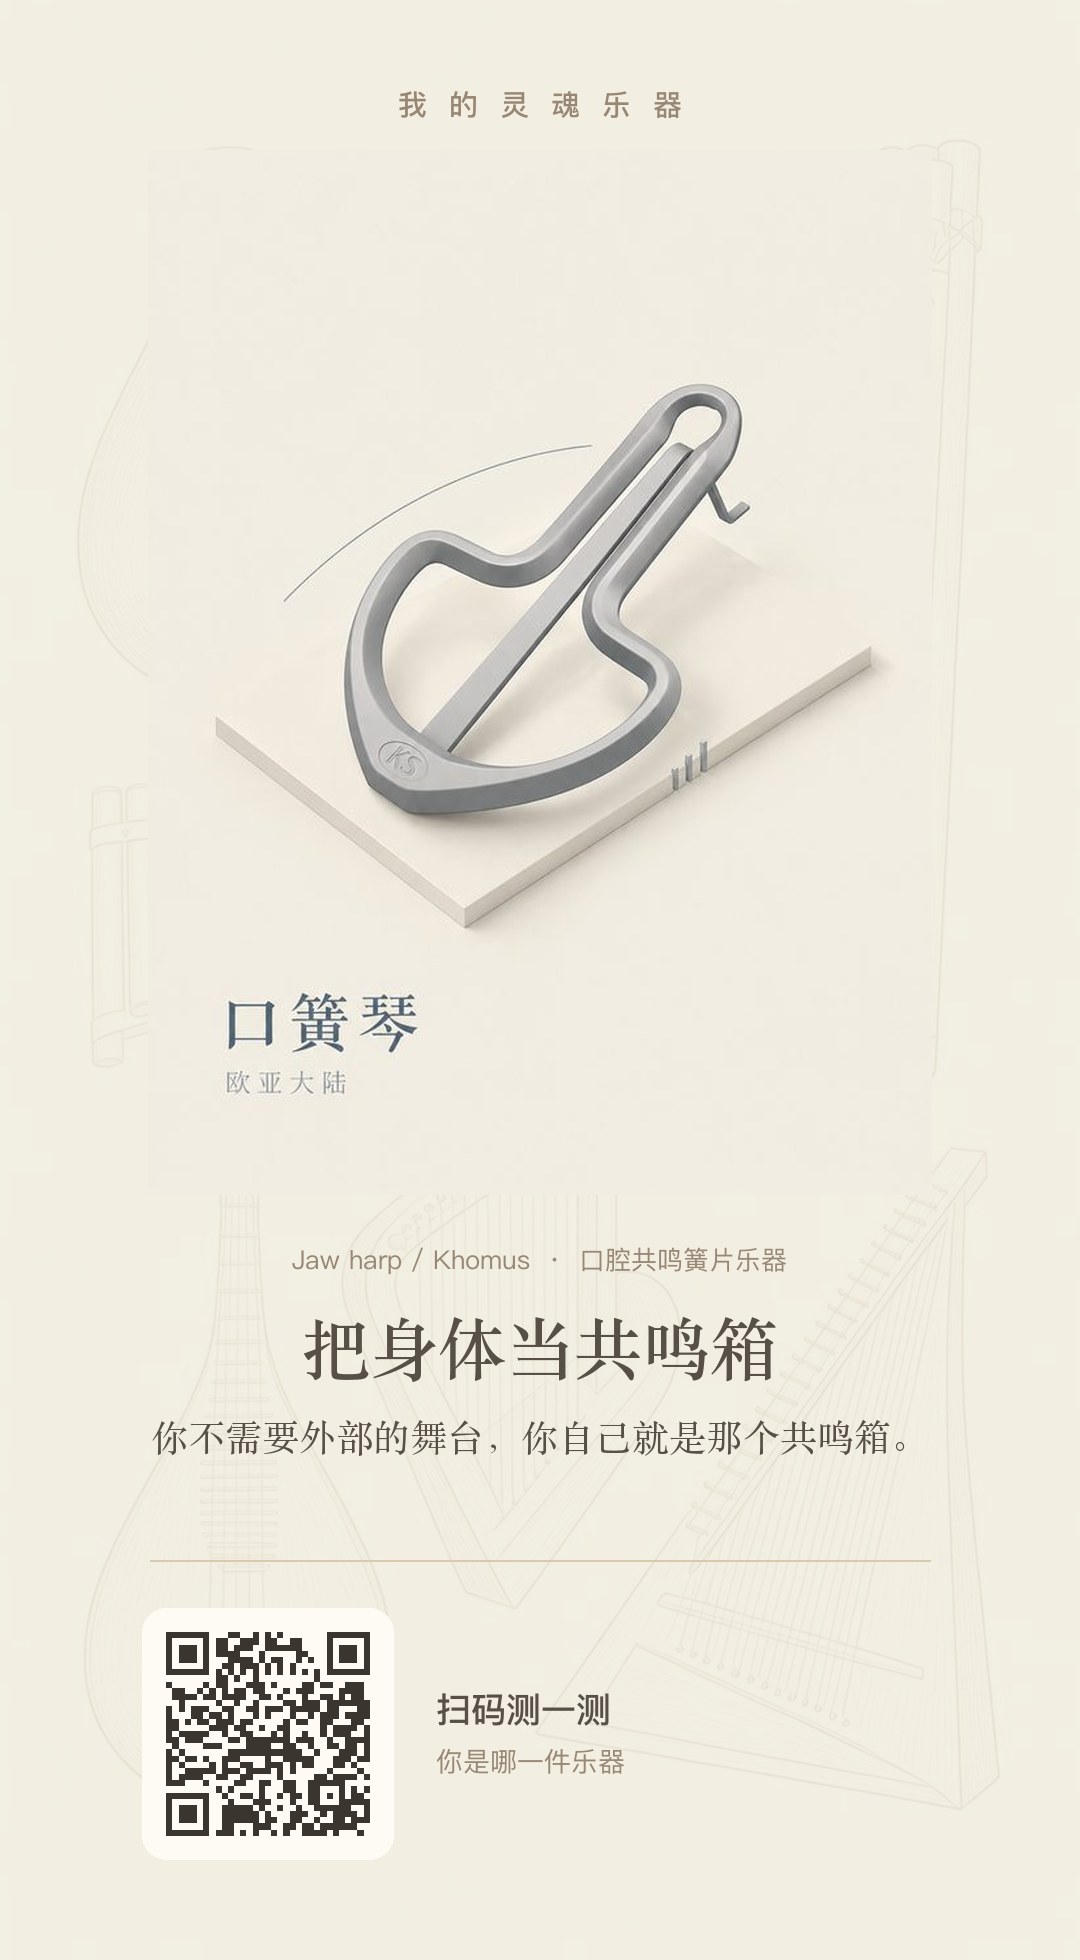 我的灵魂乐器
KS
口簧琴
欧亚大陆
Jaw harp / Khomus · 口腔共鸣簧片乐器
把身体当共鸣箱
你不需要外部的舞台，你自己就是那个共鸣箱。
扫码测一测
你是哪一件乐器